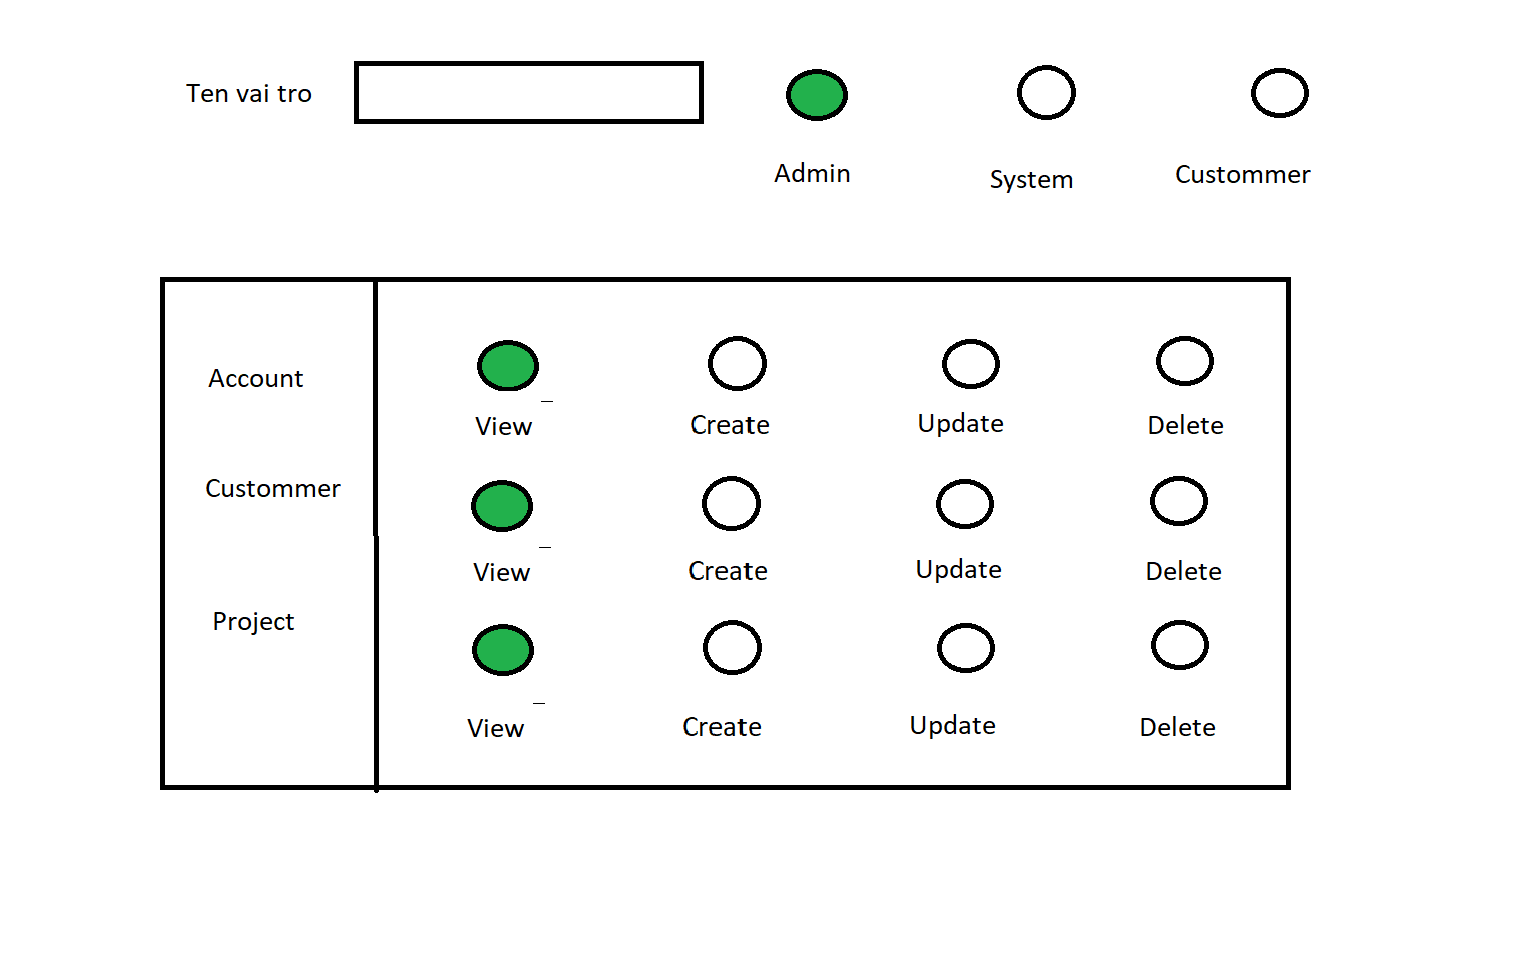 Ten vai tro
Admin
System
Custommer
Account
View
Create
Update
Delete
Custommer
View
Create
Update
Delete
Project
View
Create
Update
Delete